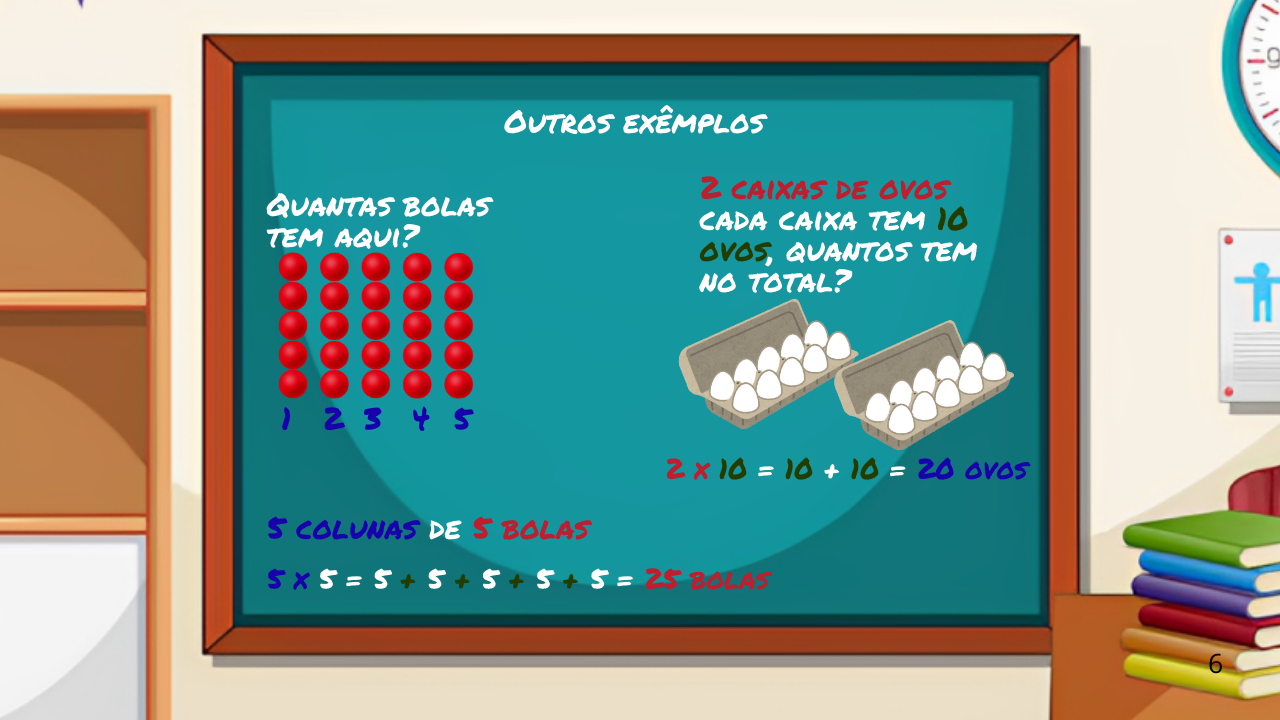 Outros exêmplos
Quantas bolas
tem aqui?
1 2 3 4 5
2 caixas de ovos
cada caixa tem 10
ovos, quantos tem
no total?
2 x 10 = 10 + 10 = 20 ovos
5 colunas de 5 bolas
5 x 5 = 5 + 5 + 5 + 5 + 5 = 25 bolas
9
6